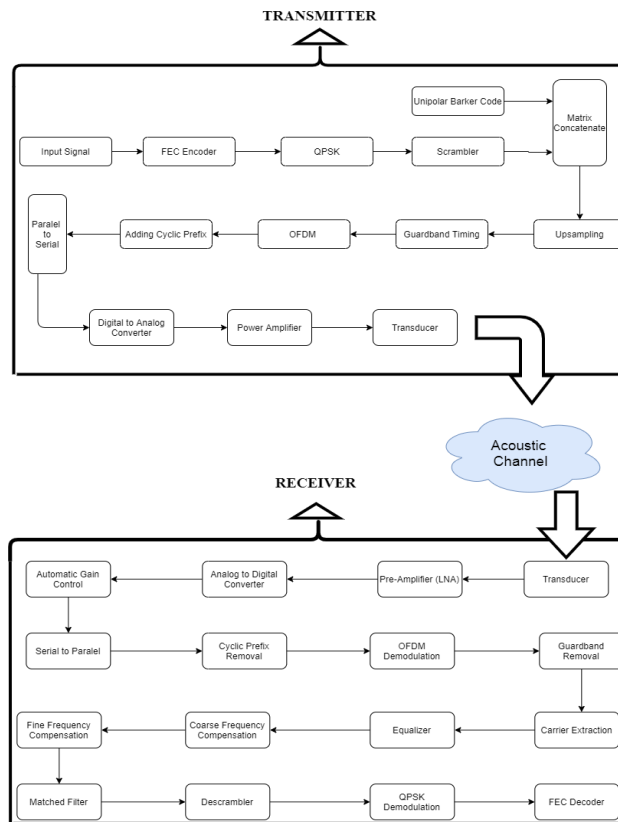 TRANSMITTER
Unipolar Barker Code
Matrix
Concatenate
Input Signal
FEC Encoder
QPSK
Scrambler
Paralel
to
Serial
Adding Cyclic Prefix
OFDM
Guardband Timing
Upsampling
Digital to Analog
Converter
Power Amplifier
Transducer
Acoustic
Channel
RECEIVER
Automatic Gain
Control
Analog to Digital
Converter
Pre-Amplifier (LNA)
Transducer
Serial to Paralel
Cyclic Prefix
Removal
OFDM
Demodulation
Guardband
Removal
Fine Frequency
Compensation
Coarse Frequency
Compensation
Equalizer
Carrier Extraction
Matched Filter
Descrambler
QPSK
Demodulation
FEC Decoder